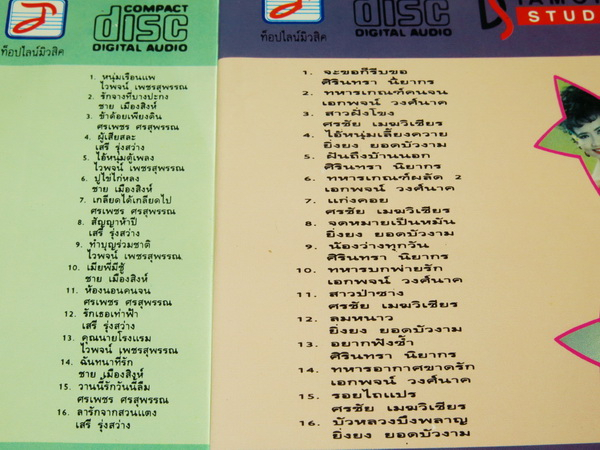 COMPACT
disc
DIGITAL AUDIO
ท็อปไลน์มิวสิค
1. หนุ่มเรือนแพ
ไวพจน์ เพชรสุพรรณ
2. รักจางที่บางปะกง
ชาย เมืองสิงห์
3. ข้าด้อยเพียงดิน
ศรเพชร ศรสุพรรณ
4. ผู้เสียสละ
เสรี รุ่งสว่าง
5. ไอ้หนุ่มตู้เพลง
ไวพจน์ เพชรสุพรรณ
6. ปูไข่ไก่หลง
ชาย เมืองสิงห์
7. เกลียดได้เกลียดไป
ศรเพชร ศรสุพรรณ
8. สัญญาห้าปี
เสรี รุ่งสว่าง
9. ทำบุญร่วมชาติ
ไวพจน์ เพชรสุพรรณ
10. เมียพี่มีชู้
ชาย เมืองสิงห์
11. ห้องนอนคนจน
ศรเพชร ศรสุพรรณ
12. รักเธอเท่าฟ้า
เสรี รุ่งสว่าง
13. คุณนายโรงแรม
ไวพจน์ เพชรสุพรรณ
14. ฉันทนาที่รัก
ชาย เมืองสิงห์
15. วานนี้รักวันนี้ลืม
ศรเพชร ศรสุพรรณ
16. ลารักจากสวนแตง
เสรี รุ่งสว่าง
disc
DIGITAL AUDIO
STUD
ท็อปไลน์มิวสิค
1. จะขอก็รีบขอ
ศิรินทรา นิยากร
2. ทหารเกณฑ์คนจน
เอกพจน์ วงศ์นาค
3. สาวฝั่งโขง
ศรชัย เมฆวิเชียร
4. ไอ้หนุ่มเลี้ยงควาย
ยิ่งยง ยอดบัวงาม
5. ฝันถึงบ้านนอก
ศิรินทรา นิยากร
6. ทหารเกณฑ์ผลัด 2
เอกพจน์ วงศ์นาค
7. แก่งคอย
ศรชัย เมฆวิเชียร
8. จดหมายเป็นหมัน
ยิ่งยง ยอดบัวงาม
9. น้องว่างทุกวัน
ศิรินทรา นิยากร
10. ทหารบกพ่ายรัก
เอกพจน์ วงศ์นาค
11. สาวป่าซาง
ศรชัย เมฆวิเชียร
12. ลมหนาว
ยิ่งยง ยอดบัวงาม
13. อยากฟังซ้ำ
ศิรินทรา นิยากร
14. ทหารอากาศขาดรัก
เอกพจน์ วงศ์นาค
15. รอยไถแปร
ศรชัย เมฆวิเชียร
16. บัวหลวงบึงพลาญ
ยิ่งยง ยอดบัวงาม